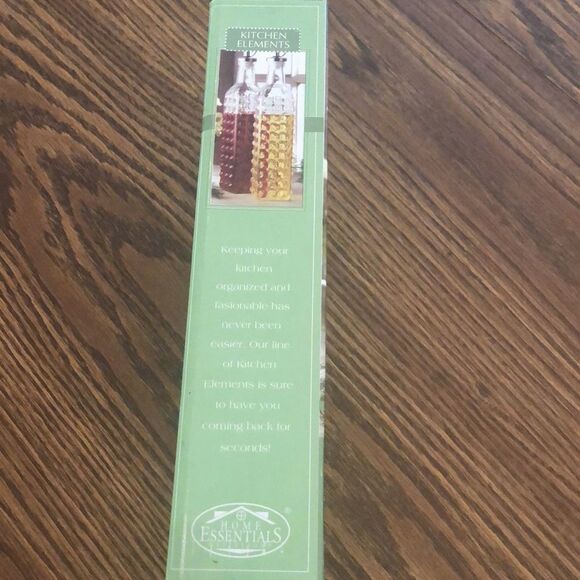 KITCHEN
ELEMENTS
Keeping your
kitchen
organized and
fasionable has
never been
easier. Our line
of Kitchen
Elements is sure
to have you
coming back for
seconds!
HOME
ESSENTIALS
®